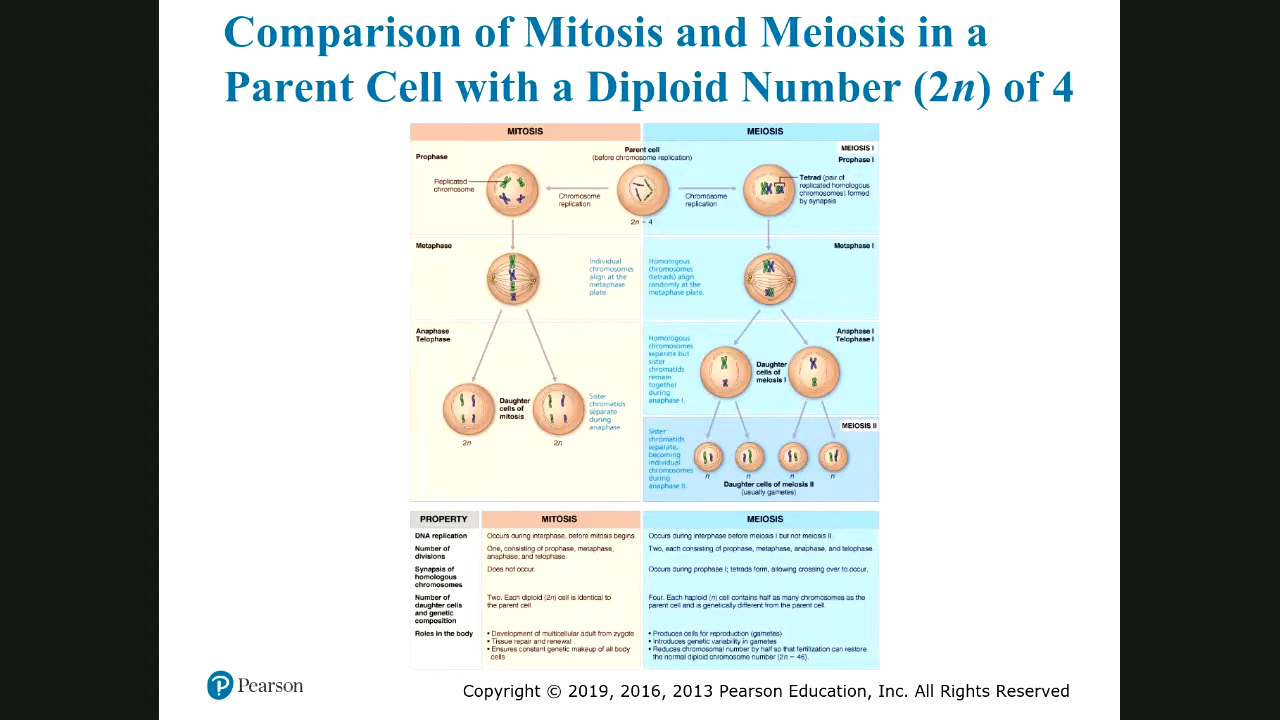 Comparison of Mitosis and Meiosis in a
Parent Cell with a Diploid Number (2n) of 4
MITOSIS
MEIOSIS
Prophase
Parent cell
(before chromosome replication)
MEIOSIS I
Prophase I
Replicated
chromosome
Chromosome
replication
Chromosome
replication
2n = 4
Tetrad (pair of
replicated homologous
chromosomes) formed
by synapsis
Metaphase
Individual
chromosomes
align at the
metaphase
plate.
Homologous
chromosomes
(tetrads) align
randomly at the
metaphase plate.
Metaphase I
Anaphase
Telophase
Daughter
cells of
mitosis
Sister
chromatids
separate
during
anaphase
2n
2n
Homologous
chromosomes
separate but
sister
chromatids
remain
together
during
anaphase I.
Daughter
cells of
meiosis I
Anaphase I
Telophase I
MEIOSIS II
Sister
chromatids
separate,
becoming
individual
chromosomes
during
anaphase II.
n
n
n
n
Daughter cells of meiosis II
(usually gametes)
PROPERTY
MITOSIS
MEIOSIS
DNA replication
Occurs during interphase, before mitosis begins.
Occurs during interphase before meiosis I but not meiosis II.
Number of
divisions
One, consisting of prophase, metaphase,
anaphase, and telophase.
Two, each consisting of prophase, metaphase, anaphase, and telophase.
Synapsis of
homologous
chromosomes
Does not occur.
Occurs during prophase I; tetrads form, allowing crossing over to occur.
Number of
daughter cells
and genetic
composition
Two. Each diploid (2n) cell is identical to
the parent cell.
Four. Each haploid (n) cell contains half as many chromosomes as the
parent cell and is genetically different from the parent cell.
Roles in the body
• Development of multicellular adult from zygote
• Tissue repair and renewal
• Ensures constant genetic makeup of all body
cells
• Produces cells for reproduction (gametes)
• Introduces genetic variability in gametes
• Reduces chromosomal number by half so that fertilization can restore
the normal diploid chromosome number (2n = 46).
Pearson
Copyright © 2019, 2016, 2013 Pearson Education, Inc. All Rights Reserved